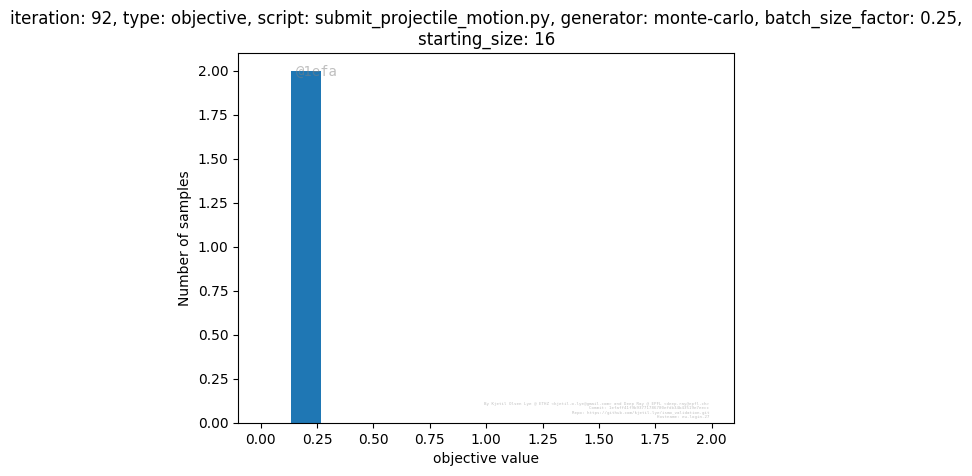 iteration: 92, type: objective, script: submit_projectile_motion.py, generator: monte-carlo, batch_size_factor: 0.25,
starting_size: 16
@1efa
2.00
1.75
1.50
1.25
1.00
0.75
0.50
0.25
0.00
Number of samples
0.00 0.25 0.50 0.75 1.00 1.25 1.50 1.75 2.00
objective value